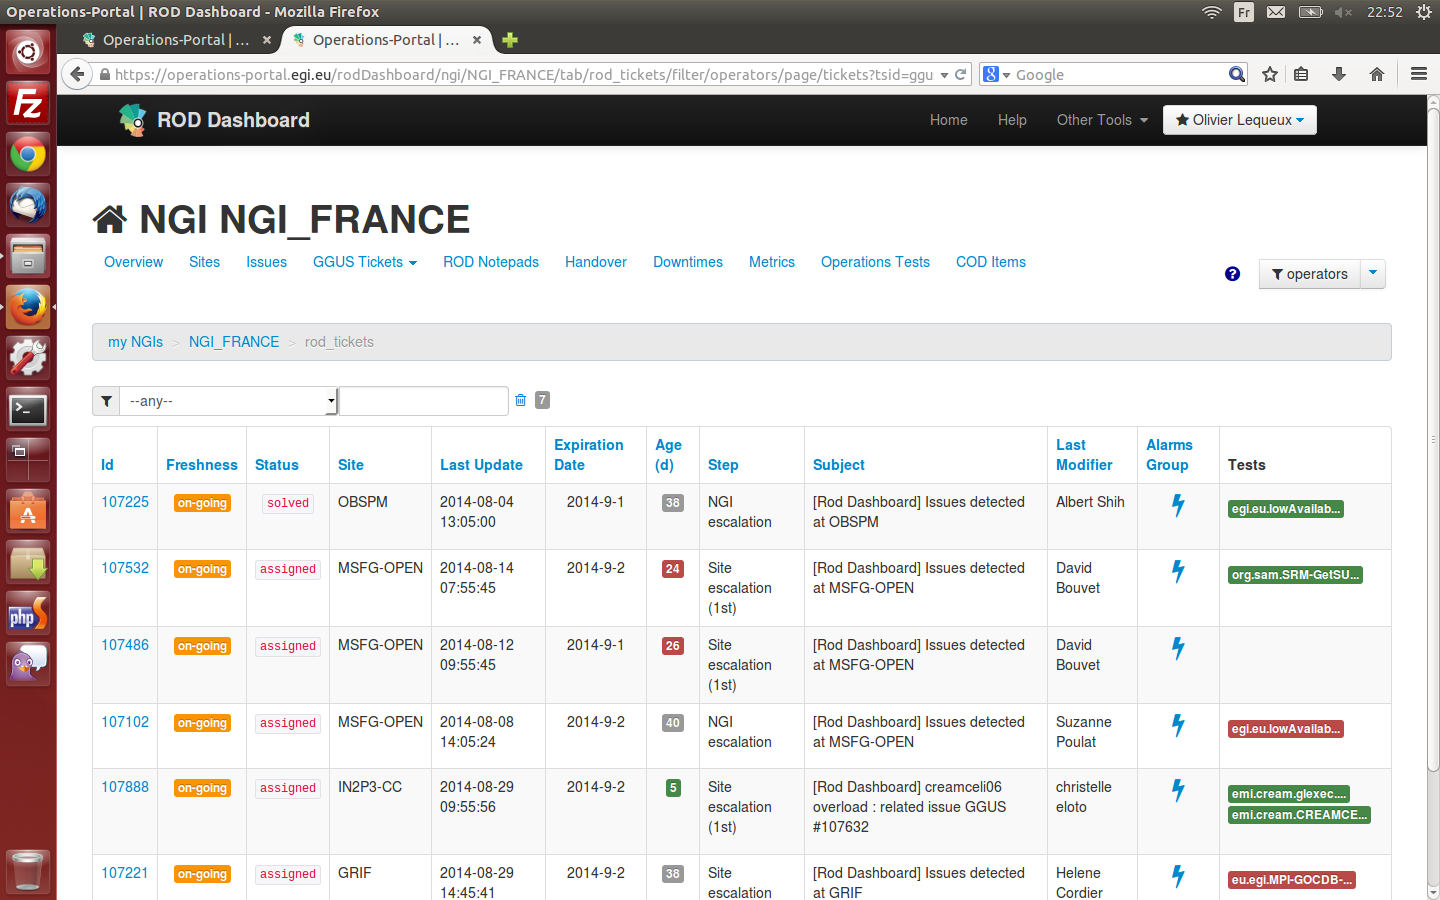 Operations-Portal | ROD Dashboard - Mozilla Firefox
Fr
22:52
Operations-Portal | ...
Operations-Portal | ...
https://operations-portal.egi.eu/rodDashboard/ngi/NGI_FRANCE/tab/rod_tickets/filter/operators/page/tickets?tsid=ggu
Google
ROD Dashboard
Home
Help
Other Tools
Olivier Lequeux
NGI NGI_FRANCE
Overview
Sites
Issues
GGUS Tickets
ROD Notepads
Handover
Downtimes
Metrics
Operations Tests
COD Items
operators
my NGIs > NGI_FRANCE > rod_tickets
--any--
7
Id
Freshness
Status
Site
Last Update
Expiration
Date
Age
(d)
Step
Subject
Last
Modifier
Alarms
Group
Tests
107225
on-going
solved
OBSPM
2014-08-04
13:05:00
2014-9-1
38
NGI
escalation
[Rod Dashboard] Issues detected
at OBSPM
Albert Shih
egi.eu.lowAvailab...
107532
on-going
assigned
MSFG-OPEN
2014-08-14
07:55:45
2014-9-2
24
Site
escalation
(1st)
[Rod Dashboard] Issues detected
at MSFG-OPEN
David
Bouvet
org.sam.SRM-GetSU...
107486
on-going
assigned
MSFG-OPEN
2014-08-12
09:55:45
2014-9-1
26
Site
escalation
(1st)
[Rod Dashboard] Issues detected
at MSFG-OPEN
David
Bouvet
107102
on-going
assigned
MSFG-OPEN
2014-08-08
14:05:24
2014-9-2
40
NGI
escalation
[Rod Dashboard] Issues detected
at MSFG-OPEN
Suzanne
Poulat
egi.eu.lowAvailab...
107888
on-going
assigned
IN2P3-CC
2014-08-29
09:55:56
2014-9-2
5
Site
escalation
(1st)
[Rod Dashboard] creamceli06
overload : related issue GGUS
#107632
christelle
eloto
emi.cream.glexec....
emi.cream.CREAMCE...
107221
on-going
assigned
GRIF
2014-08-29
14:45:41
2014-9-2
38
Site
escalation
[Rod Dashboard] Issues detected
at GRIF
Helene
Cordier
eu.egi.MPI-GOCDB-...